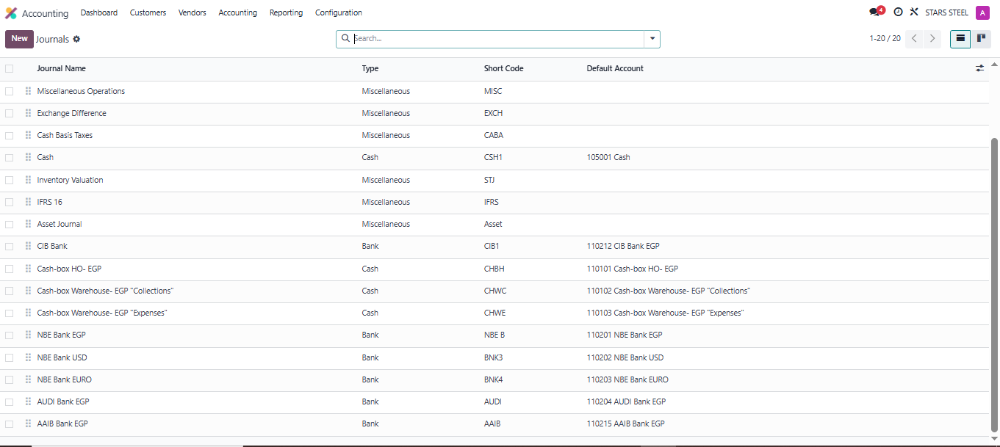 Accounting Dashboard Customers Vendors Accounting Reporting Configuration 4 STARS STEEL A
New Journals Search... 1-20 / 20
Journal Name Type Short Code Default Account
Miscellaneous Operations Miscellaneous MISC
Exchange Difference Miscellaneous EXCH
Cash Basis Taxes Miscellaneous CABA
Cash Cash CSH1 105001 Cash
Inventory Valuation Miscellaneous STJ
IFRS 16 Miscellaneous IFRS
Asset Journal Miscellaneous Asset
CIB Bank Bank CIB1 110212 CIB Bank EGP
Cash-box HO- EGP Cash CHBH 110101 Cash-box HO- EGP
Cash-box Warehouse- EGP "Collections" Cash CHWC 110102 Cash-box Warehouse- EGP "Collections"
Cash-box Warehouse- EGP "Expenses" Cash CHWE 110103 Cash-box Warehouse- EGP "Expenses"
NBE Bank EGP Bank NBE B 110201 NBE Bank EGP
NBE Bank USD Bank BNK3 110202 NBE Bank USD
NBE Bank EURO Bank BNK4 110203 NBE Bank EURO
AUDI Bank EGP Bank AUDI 110204 AUDI Bank EGP
AAIB Bank EGP Bank AAIB 110215 AAIB Bank EGP